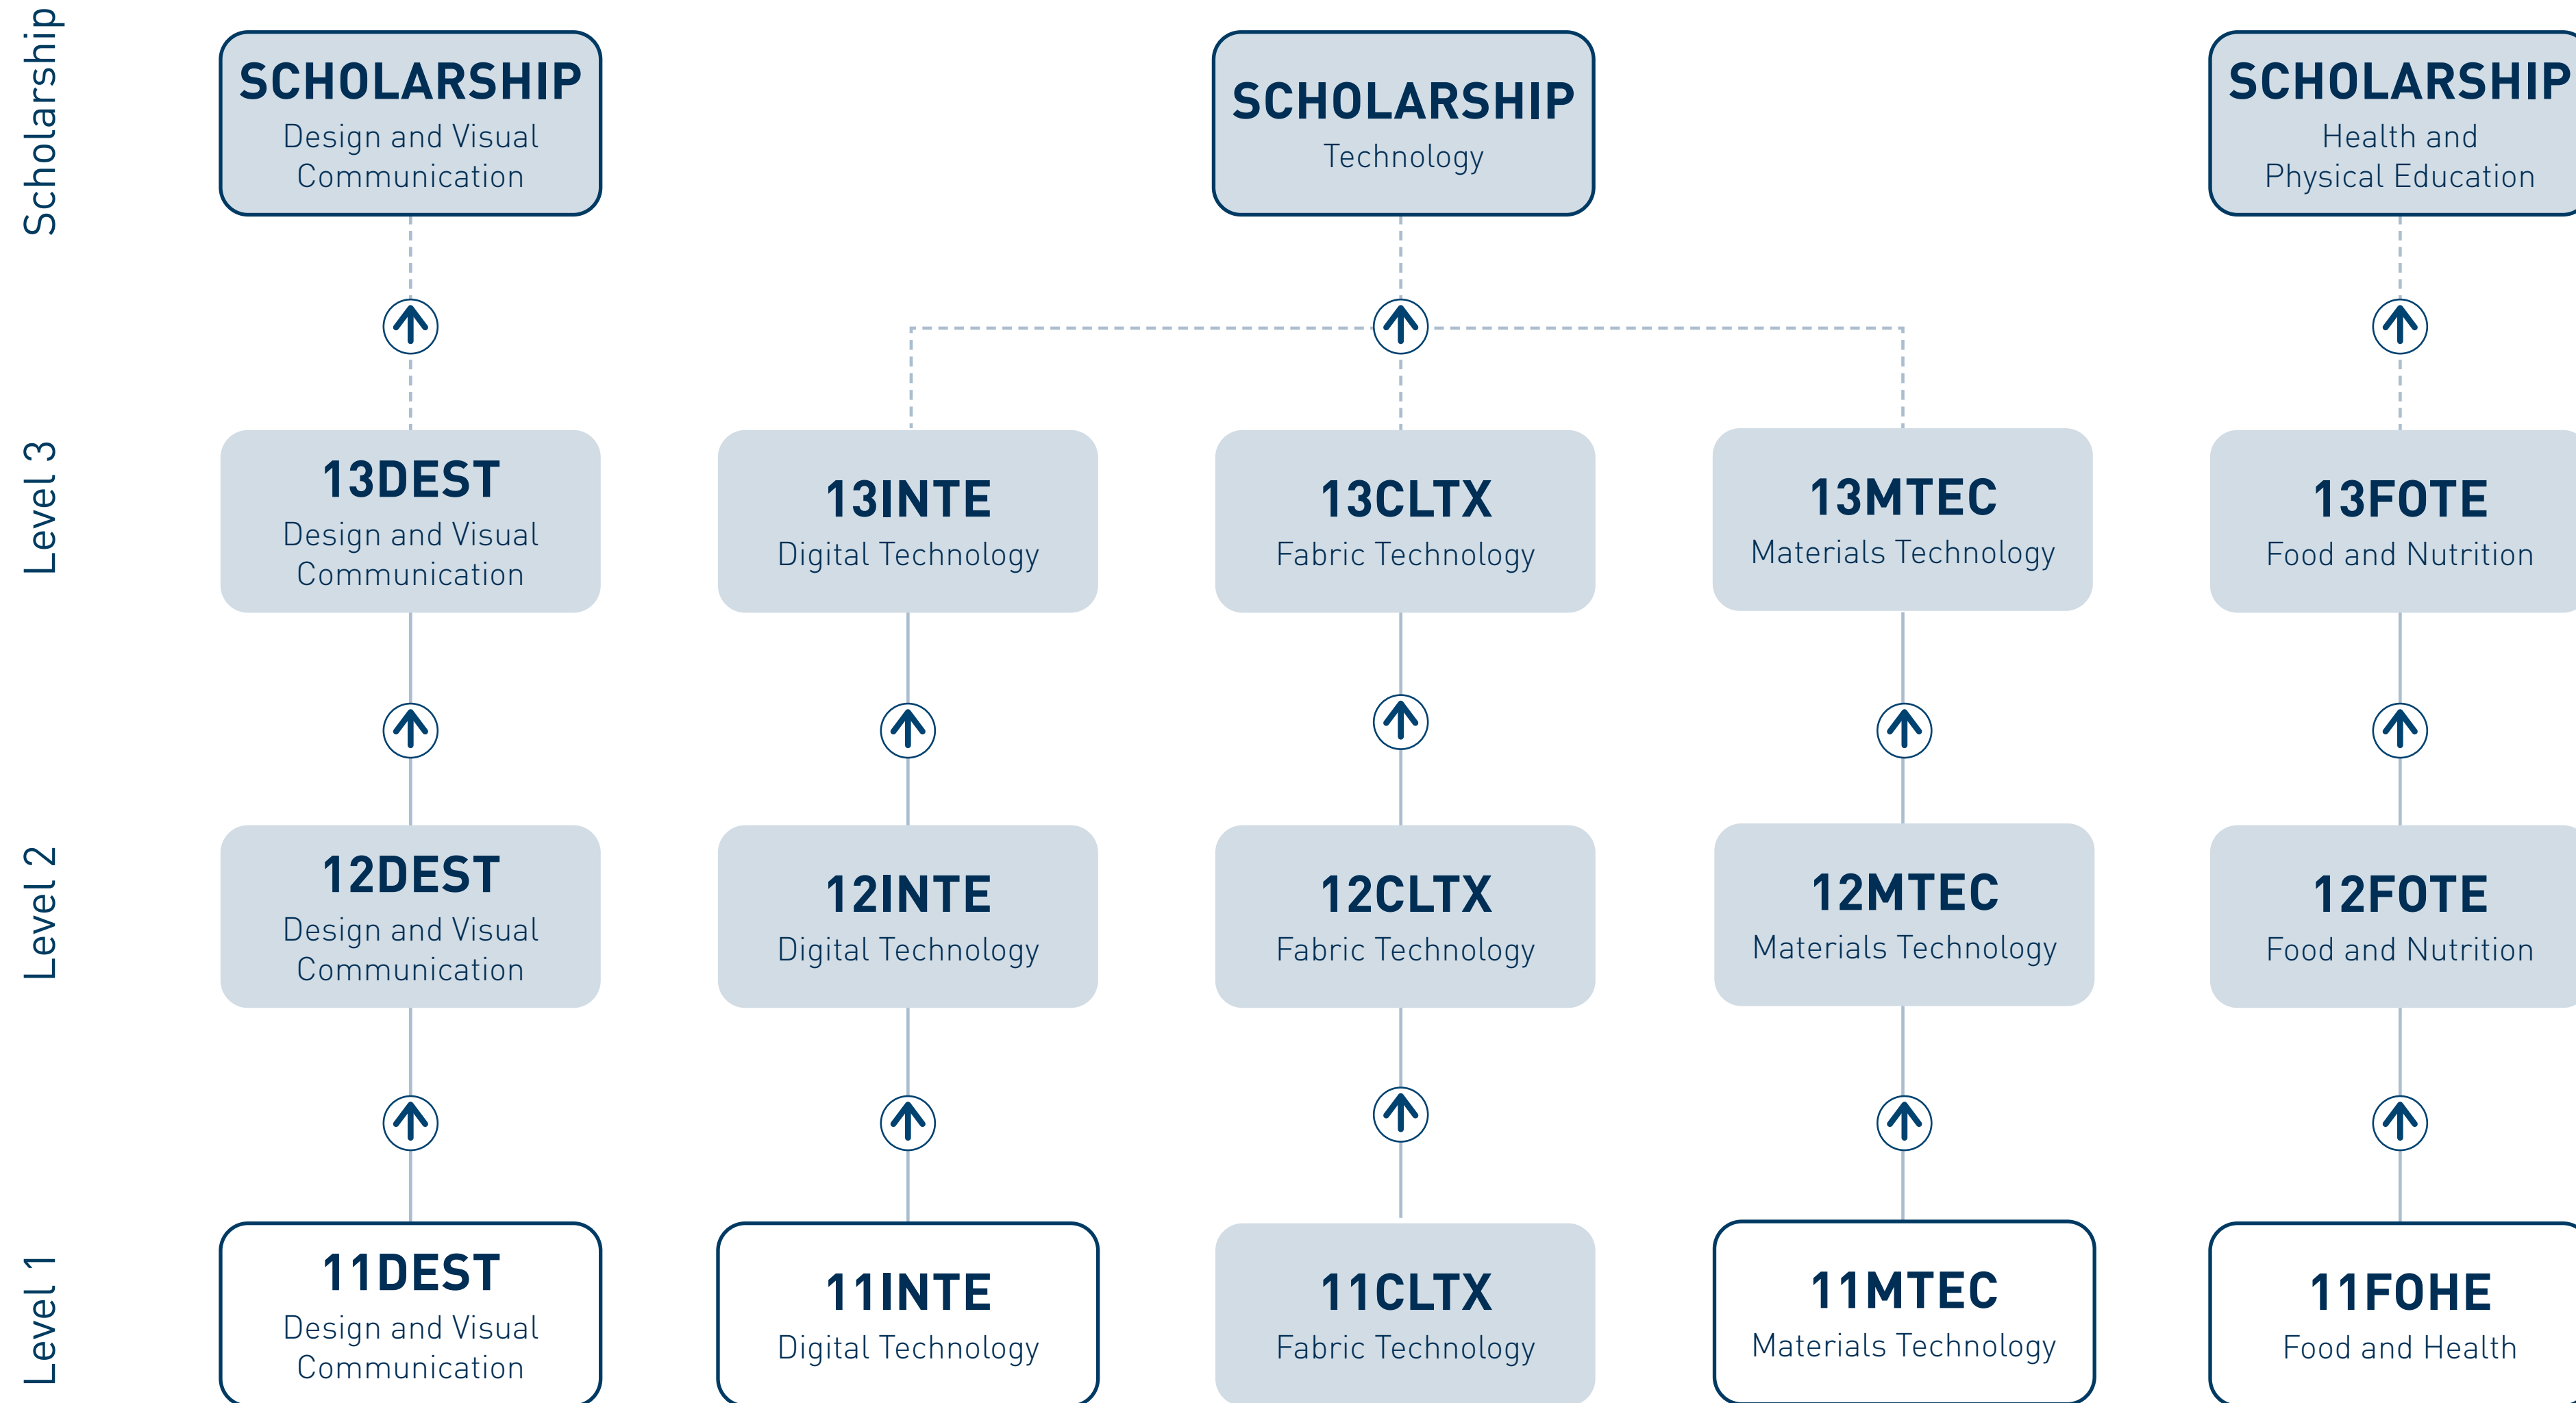 Scholarship
SCHOLARSHIP
Design and Visual
Communication
SCHOLARSHIP
Technology
SCHOLARSHIP
Health and
Physical Education
Level 3
13DEST
Design and Visual
Communication
13INTE
Digital Technology
13CLTX
Fabric Technology
13MTEC
Materials Technology
13FOTE
Food and Nutrition
Level 2
12DEST
Design and Visual
Communication
12INTE
Digital Technology
12CLTX
Fabric Technology
12MTEC
Materials Technology
12FOTE
Food and Nutrition
Level 1
11DEST
Design and Visual
Communication
11INTE
Digital Technology
11CLTX
Fabric Technology
11MTEC
Materials Technology
11FOHE
Food and Health